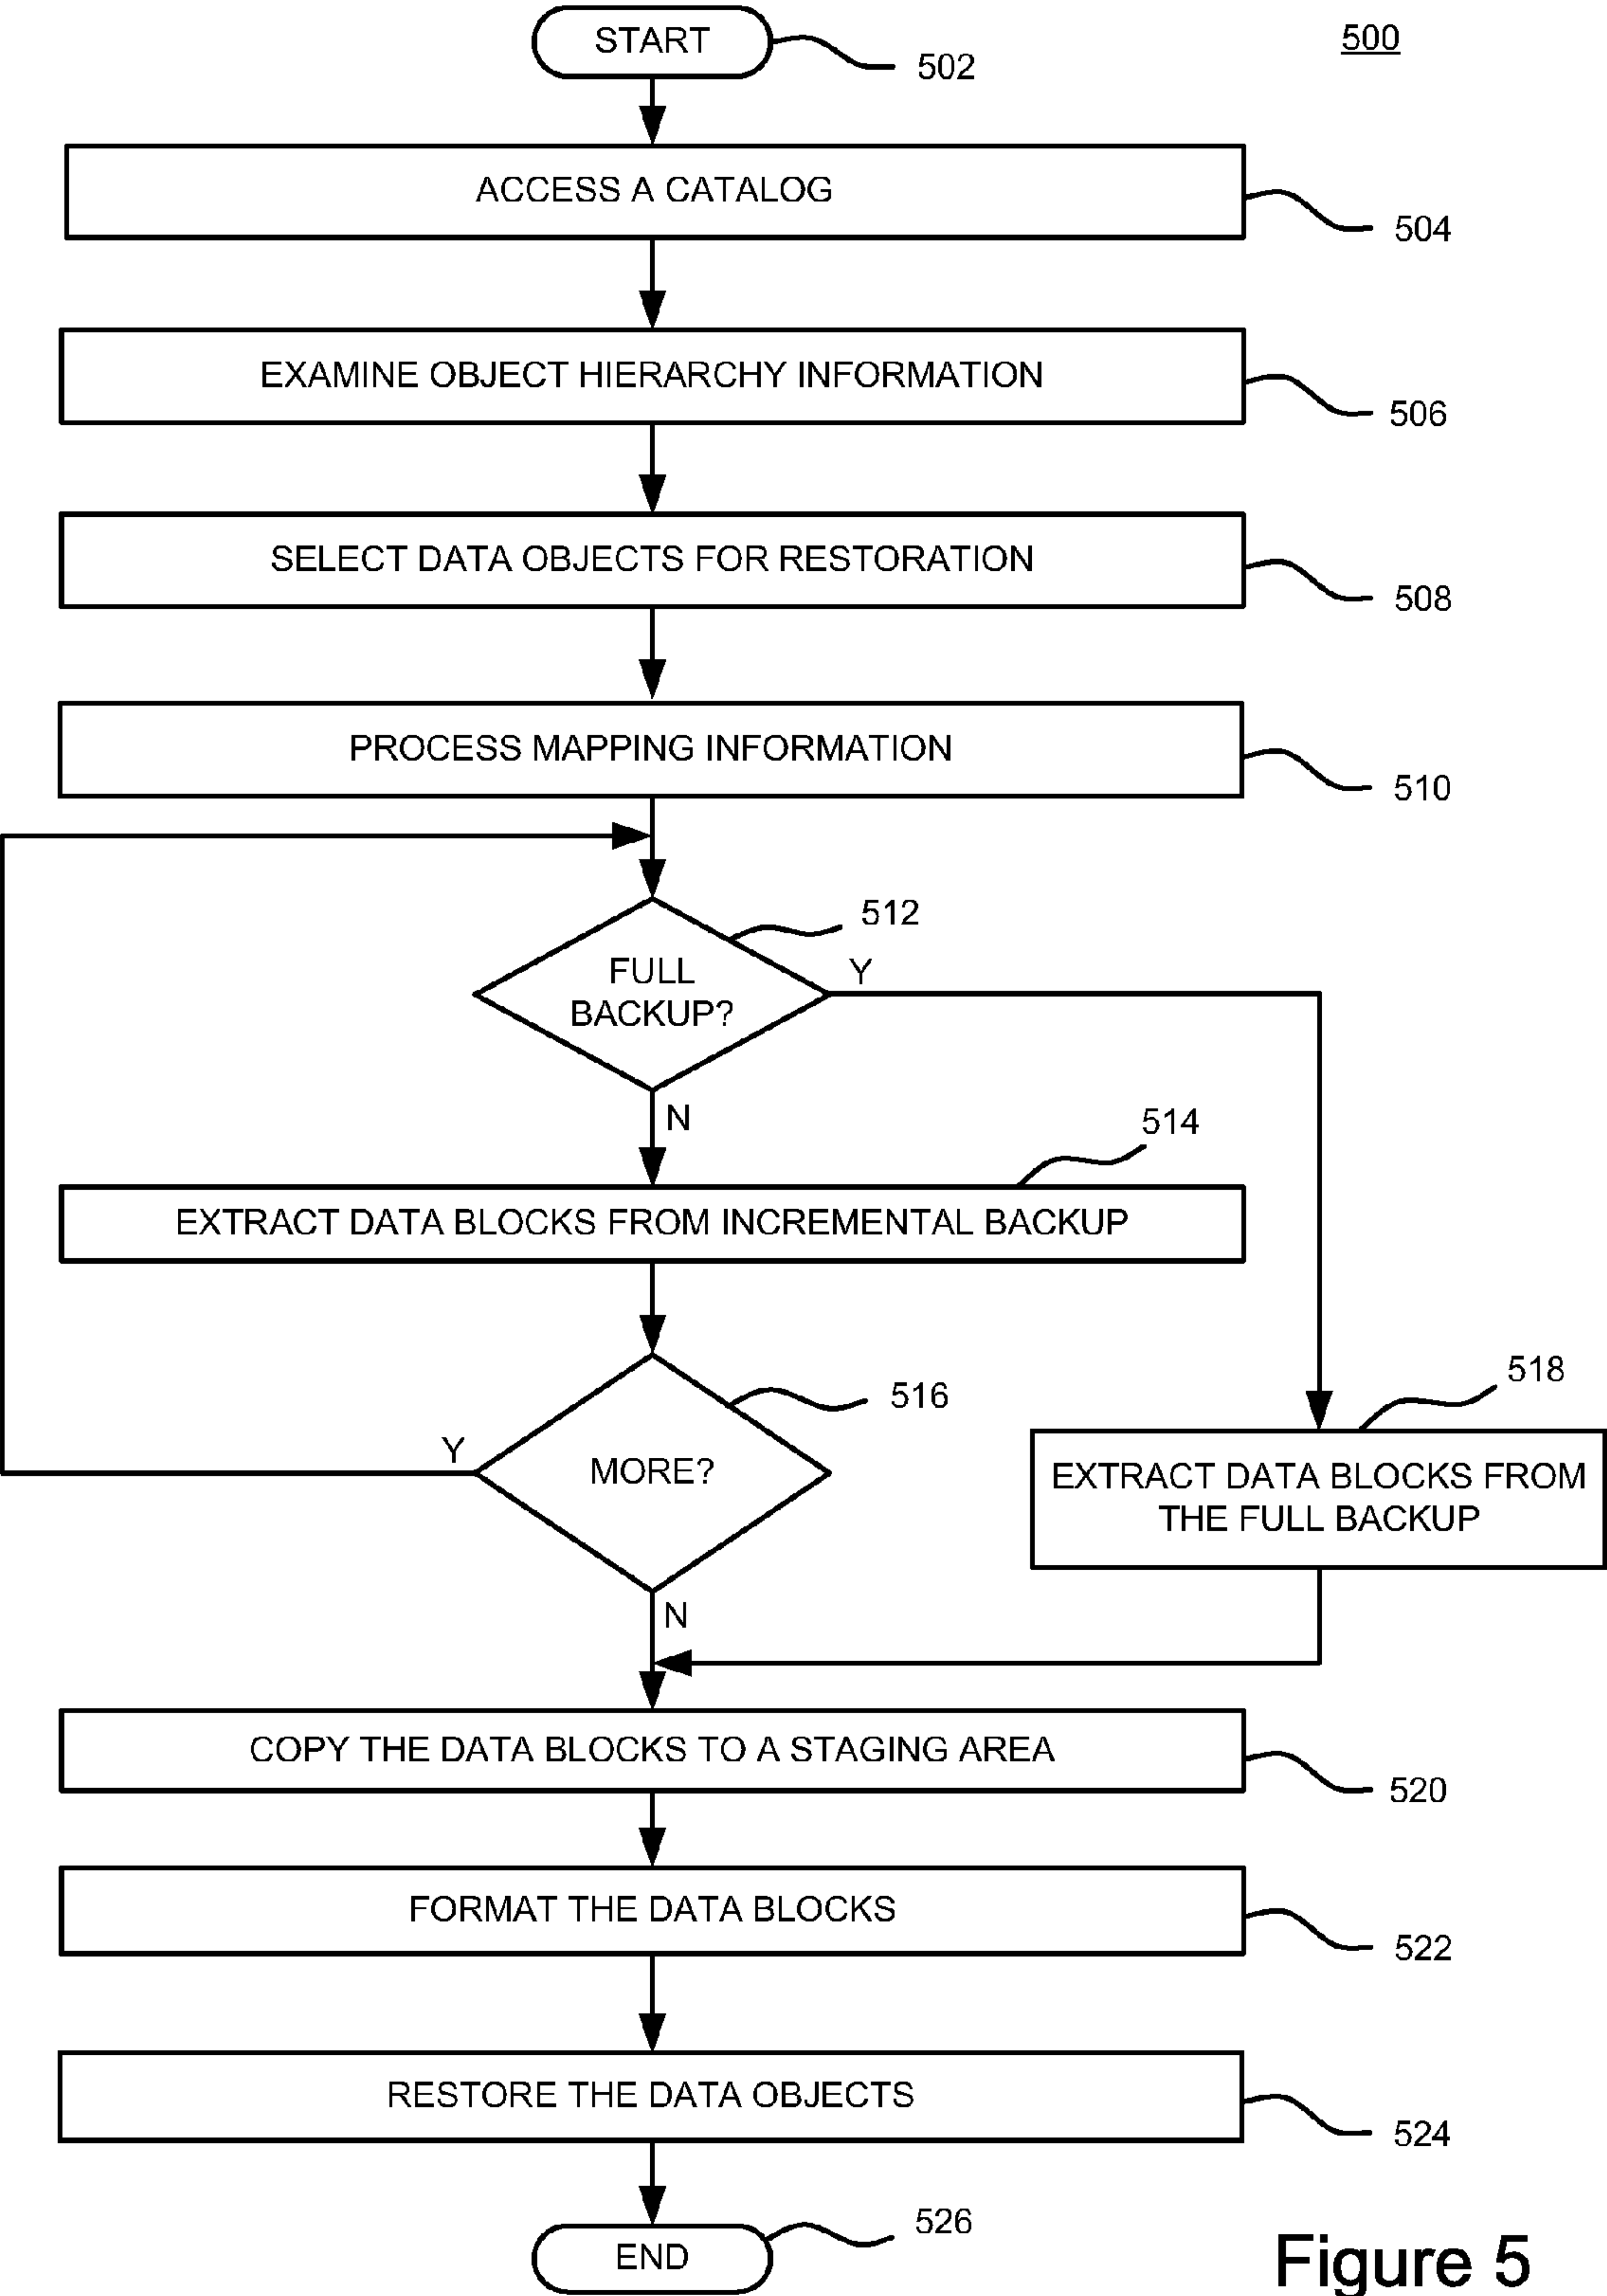 START
500
502
ACCESS A CATALOG
504
EXAMINE OBJECT HIERARCHY INFORMATION
506
SELECT DATA OBJECTS FOR RESTORATION
508
PROCESS MAPPING INFORMATION
510
512
FULL
BACKUP?
Y
N
514
EXTRACT DATA BLOCKS FROM INCREMENTAL BACKUP
516
518
Y
MORE?
EXTRACT DATA BLOCKS FROM
THE FULL BACKUP
N
COPY THE DATA BLOCKS TO A STAGING AREA
520
FORMAT THE DATA BLOCKS
522
RESTORE THE DATA OBJECTS
524
526
END
Figure 5